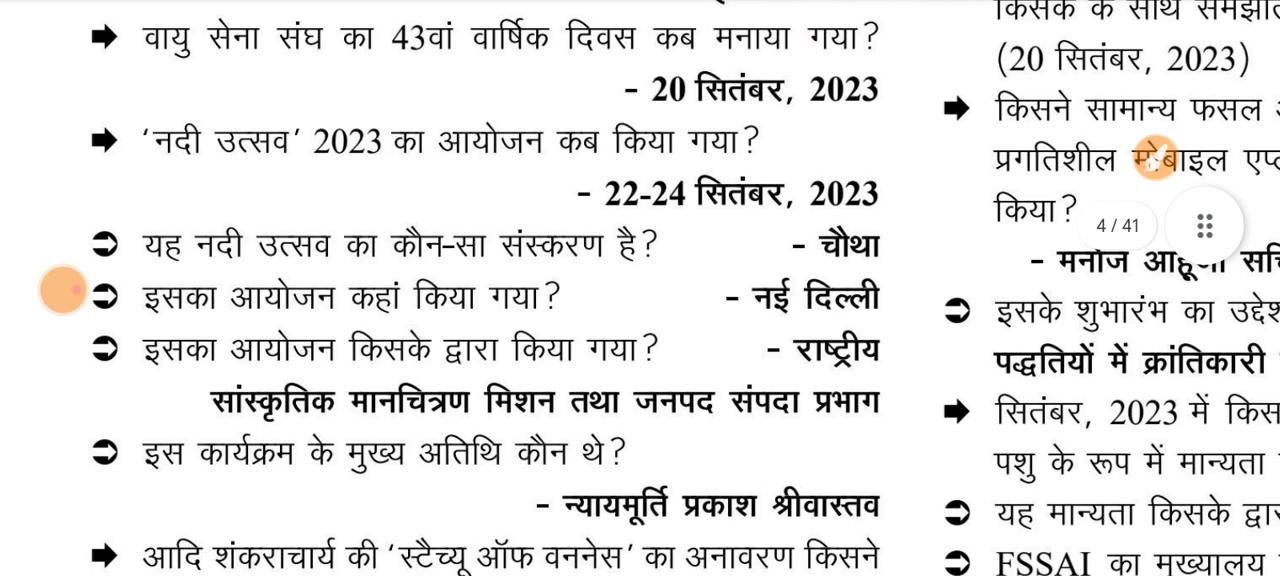 ➡ वायु सेना संघ का 43वां वार्षिक दिवस कब मनाया गया?
– 20 सितंबर, 2023
➡ ‘नदी उत्सव’ 2023 का आयोजन कब किया गया?
– 22-24 सितंबर, 2023
➲ यह नदी उत्सव का कौन-सा संस्करण है? – चौथा
➲ इसका आयोजन कहां किया गया? – नई दिल्ली
➲ इसका आयोजन किसके द्वारा किया गया? – राष्ट्रीय
सांस्कृतिक मानचित्रण मिशन तथा जनपद संपदा प्रभाग
➲ इस कार्यक्रम के मुख्य अतिथि कौन थे?
– न्यायमूर्ति प्रकाश श्रीवास्तव
➡ आदि शंकराचार्य की ‘स्टैच्यू ऑफ वननेस’ का अनावरण किसने
किसके के साथ
(20 सितंबर, 2023)
➡ किसने सामान्य फसल
प्रगतिशील मोबाइल
किया?
4 / 41
– मनोज आहूजा
➲ इसके शुभारंभ का
पद्धतियों में क्रांतिकारी
➡ सितंबर, 2023 में
पशु के रूप में मान्यता
➲ यह मान्यता किसके
➲ FSSAI का मुख्यालय